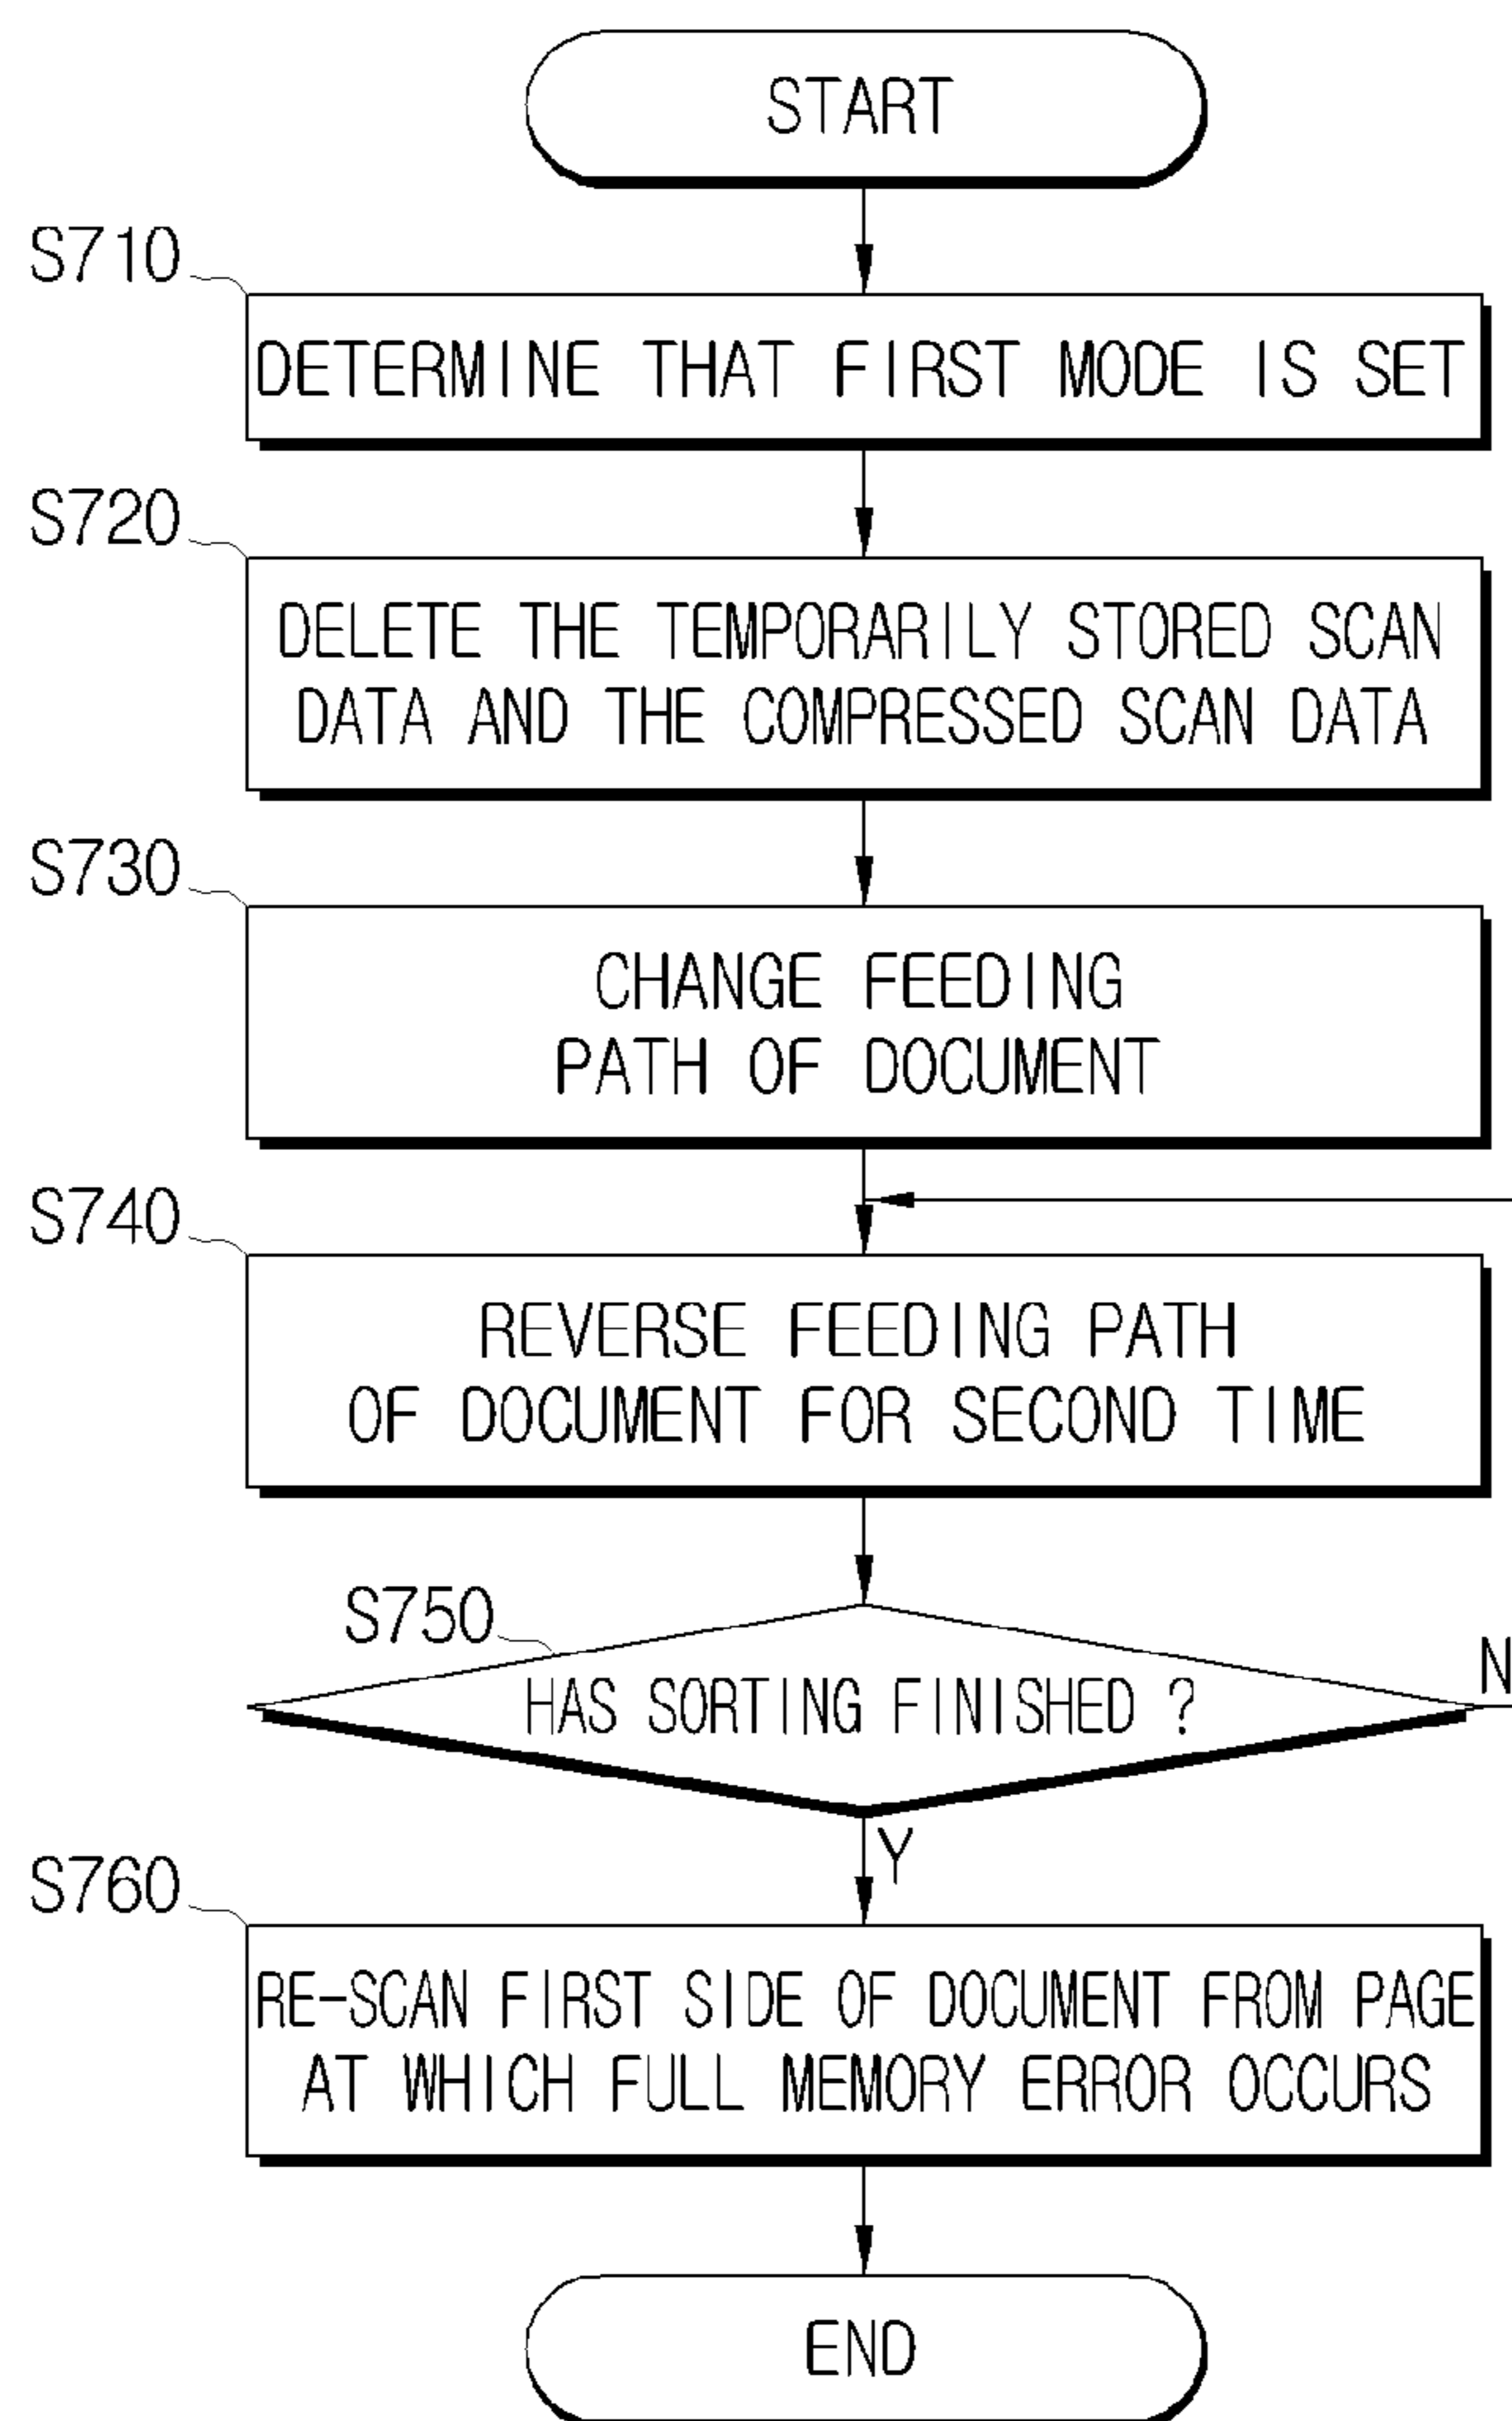 START
S710
DETERMINE THAT FIRST MODE IS SET
S720
DELETE THE TEMPORARILY STORED SCAN
DATA AND THE COMPRESSED SCAN DATA
S730
CHANGE FEEDING
PATH OF DOCUMENT
S740
REVERSE FEEDING PATH
OF DOCUMENT FOR SECOND TIME
S750
HAS SORTING FINISHED ?
N
Y
S760
RE-SCAN FIRST SIDE OF DOCUMENT FROM PAGE
AT WHICH FULL MEMORY ERROR OCCURS
END